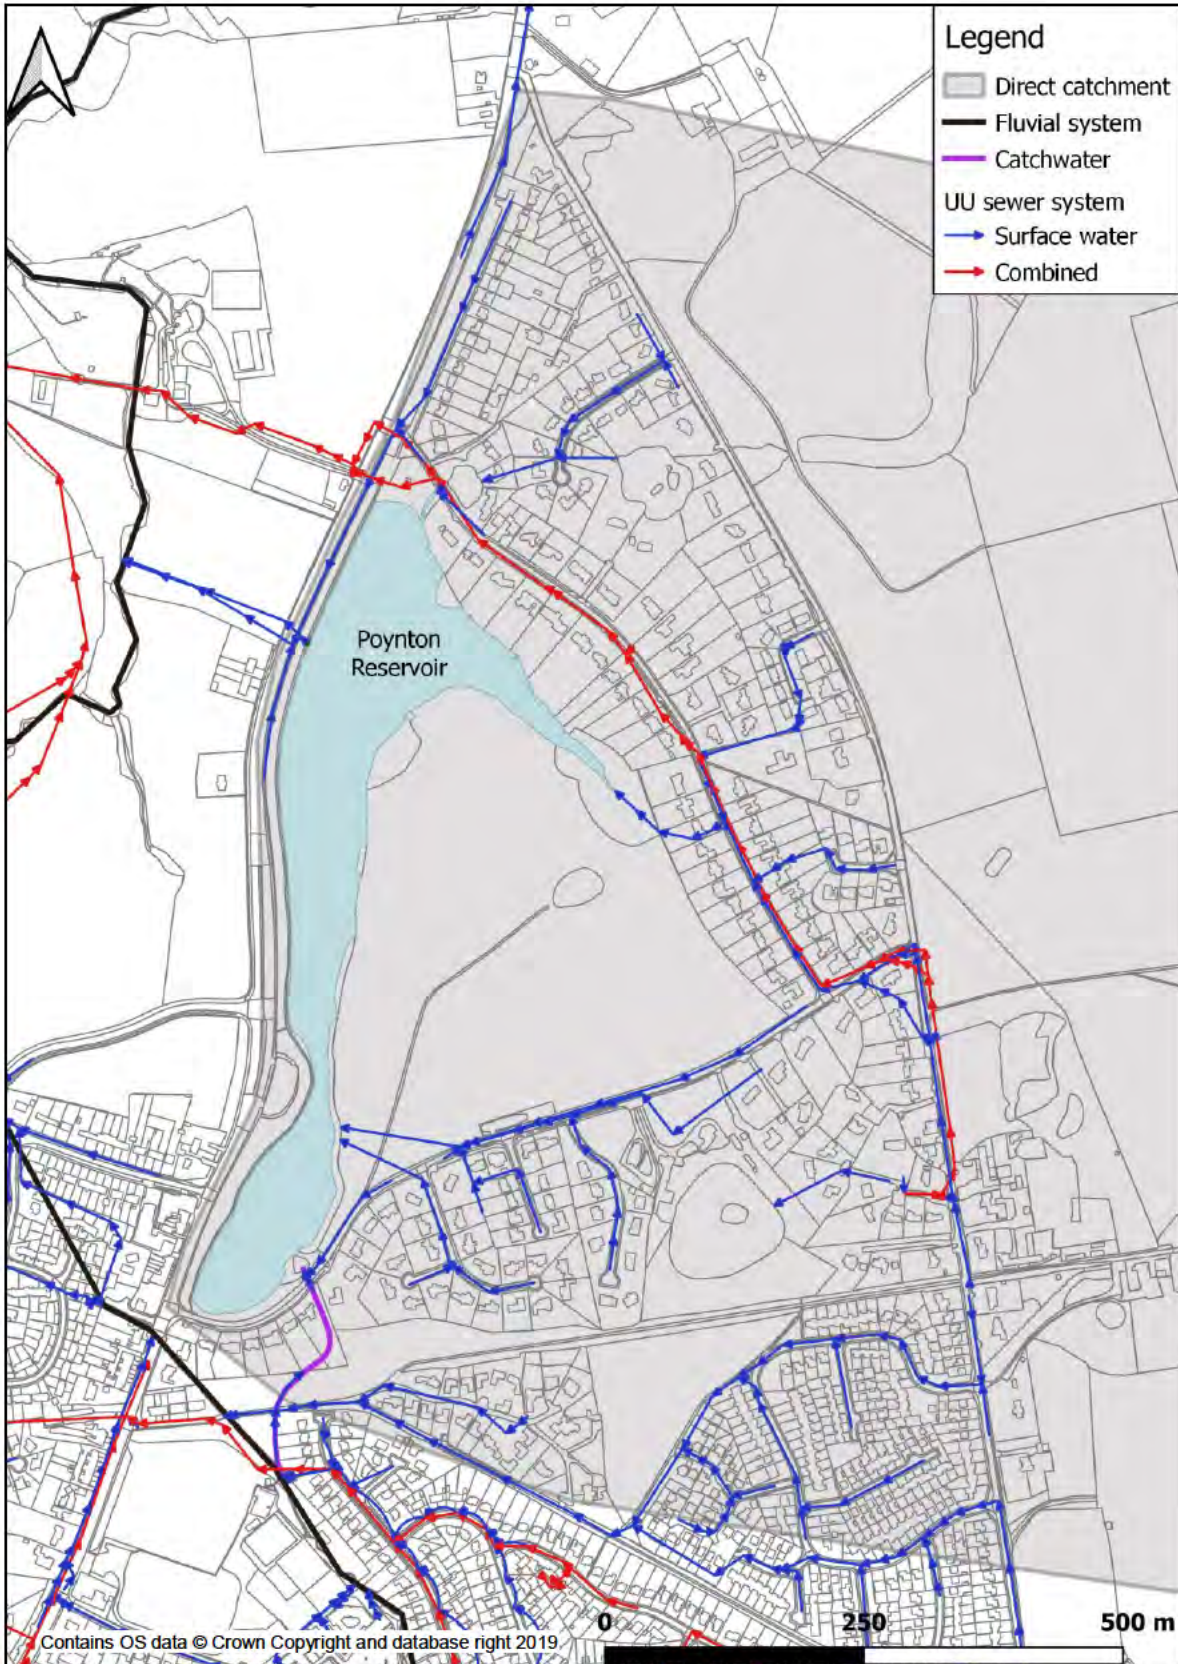 Legend
Direct catchment
Fluvial system
Catchwater
UU sewer system
Surface water
Combined
Poynton
Reservoir
0 250 500 m
Contains OS data © Crown Copyright and database right 2019